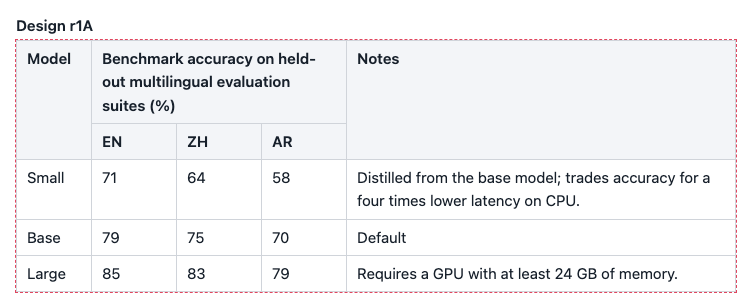 Design r1A
Model
Benchmark accuracy on held-
out multilingual evaluation
suites (%)
Notes
EN
ZH
AR
Small
71
64
58
Distilled from the base model; trades accuracy for a
four times lower latency on CPU.
Base
79
75
70
Default
Large
85
83
79
Requires a GPU with at least 24 GB of memory.